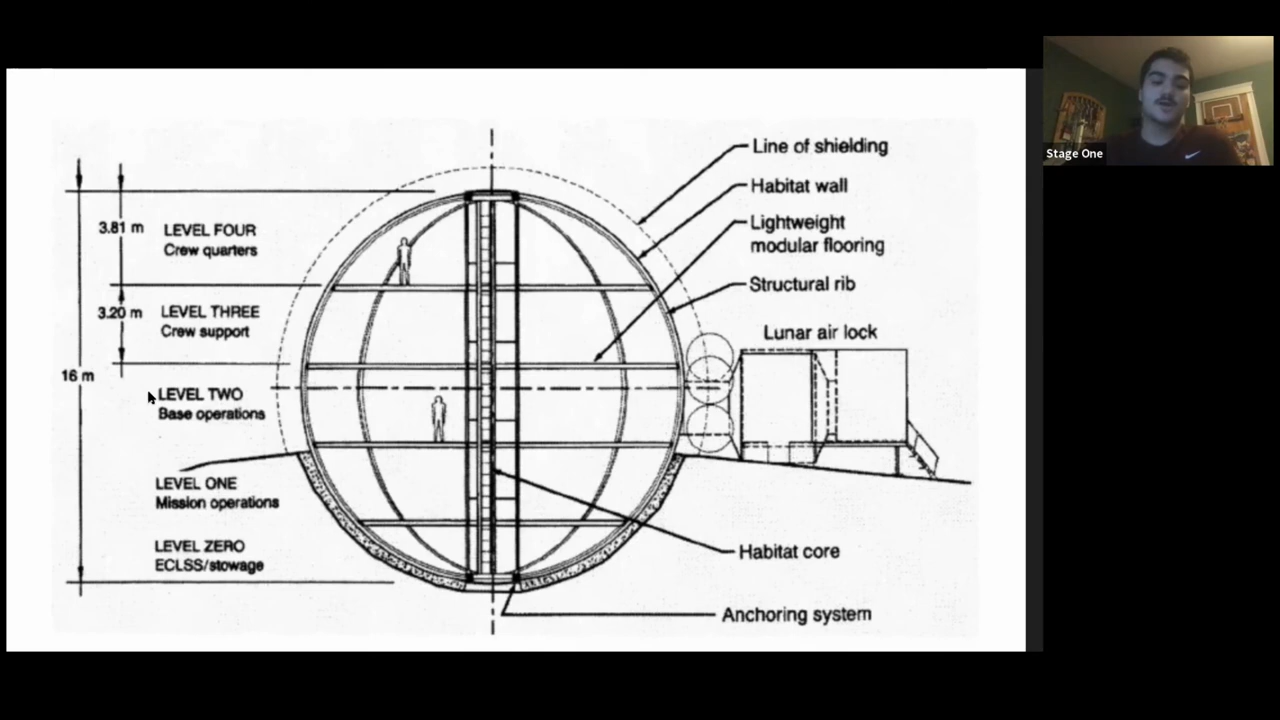 3.81 m
LEVEL FOUR
Crew quarters
3.20 m
LEVEL THREE
Crew support
16 m
LEVEL TWO
Base operations
LEVEL ONE
Mission operations
LEVEL ZERO
ECLSS/stowage
Line of shielding
Habitat wall
Lightweight
modular flooring
Structural rib
Lunar air lock
Habitat core
Anchoring system
Stage One